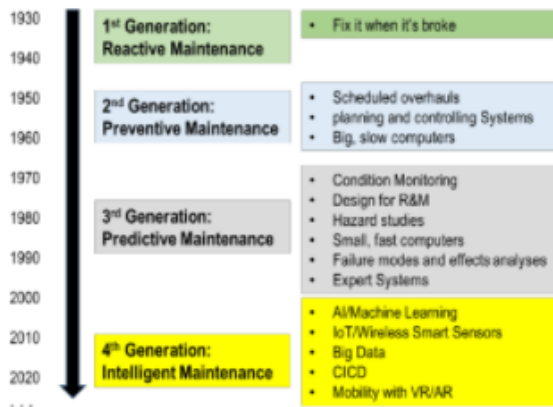 1930
1940
1950
1960
1970
1980
1990
2000
2010
2020
1st Generation:
Reactive Maintenance
• Fix it when it's broke
2nd Generation:
Preventive Maintenance
• Scheduled overhauls
• planning and controlling Systems
• Big, slow computers
3rd Generation:
Predictive Maintenance
• Condition Monitoring
• Design for R&M
• Hazard studies
• Small, fast computers
• Failure modes and effects analyses
• Expert Systems
4th Generation:
Intelligent Maintenance
• AI/Machine Learning
• IoT/Wireless Smart Sensors
• Big Data
• CICD
• Mobility with VR/AR